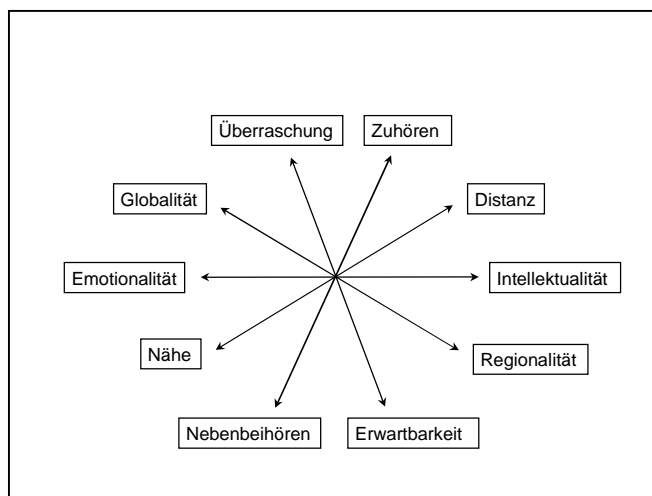 Überraschung
Zuhören
Globalität
Distanz
Emotionalität
Intellektualität
Nähe
Regionalität
Nebenbeihören
Erwartbarkeit